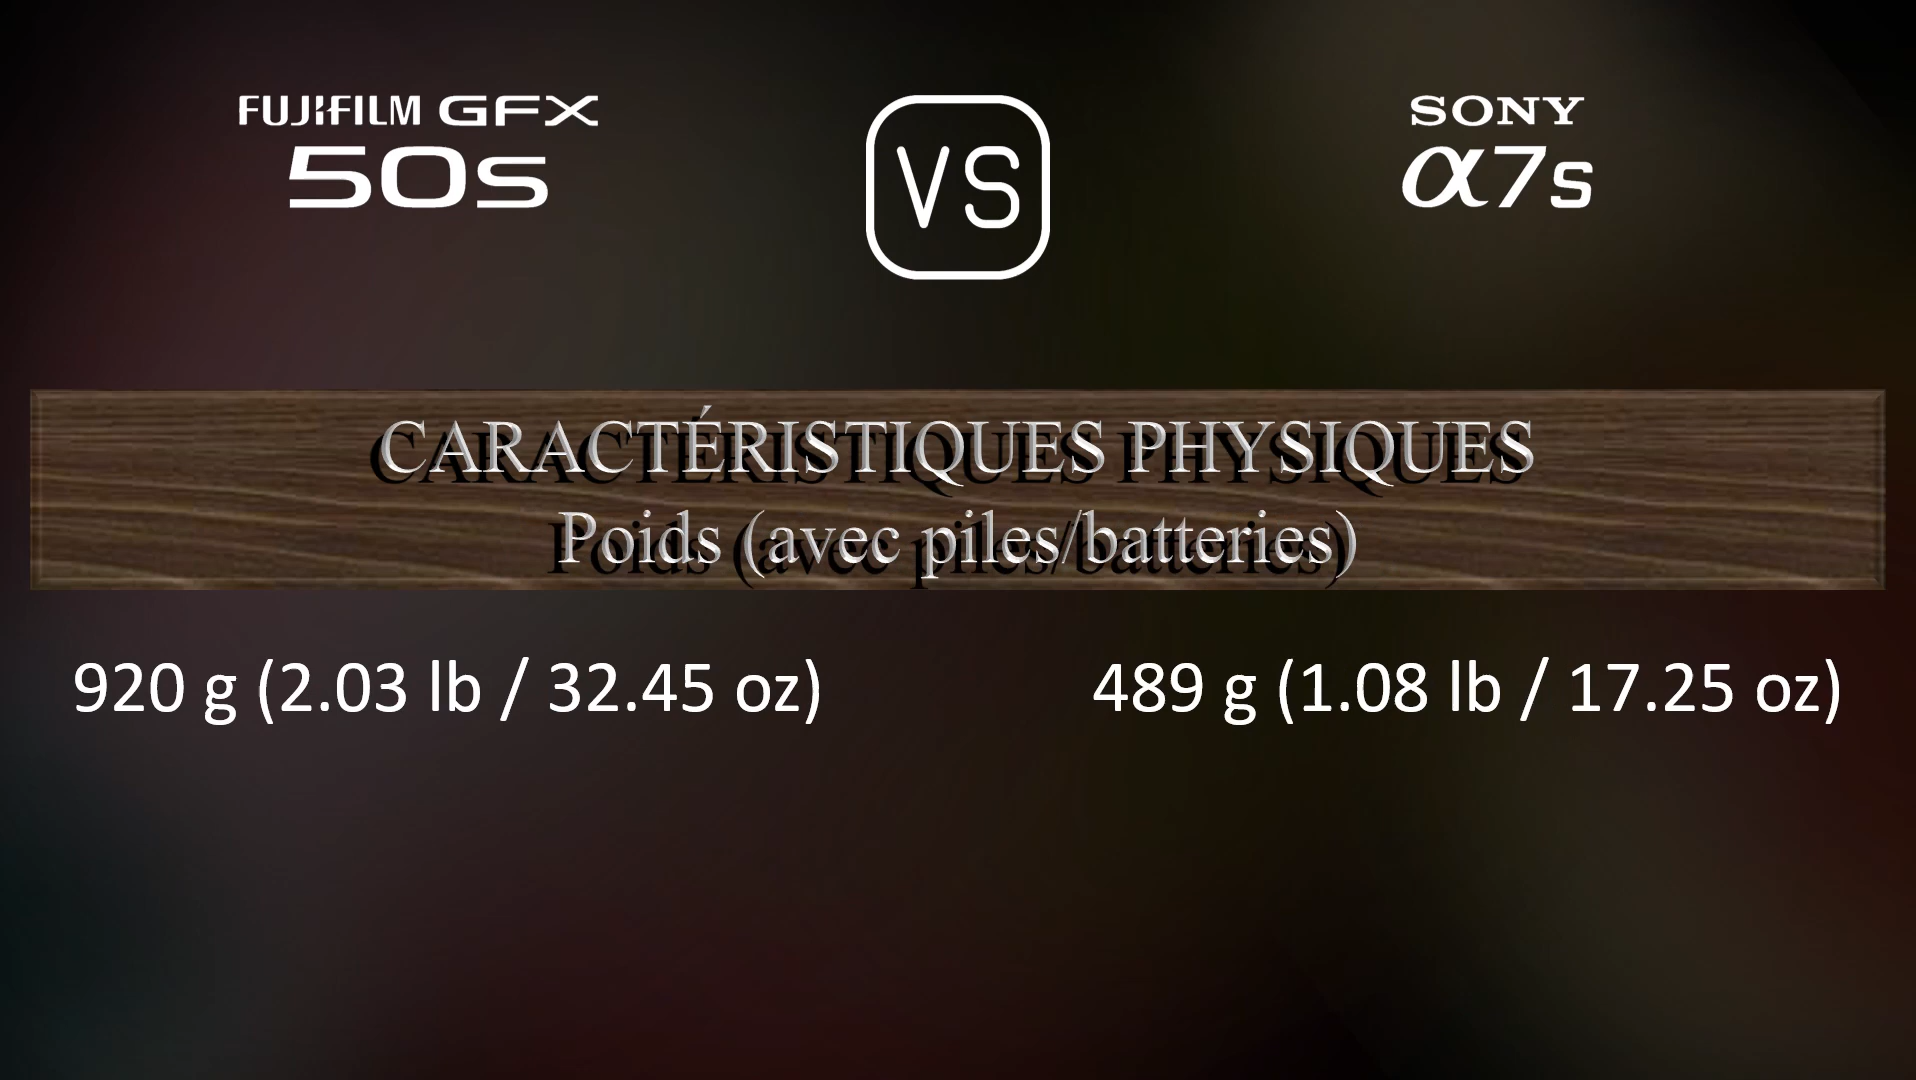 FUJIFILM GFX
50S
VS
SONY
α7s
CARACTÉRISTIQUES PHYSIQUES
Poids (avec piles/batteries)
920 g (2.03 lb / 32.45 oz)
489 g (1.08 lb / 17.25 oz)